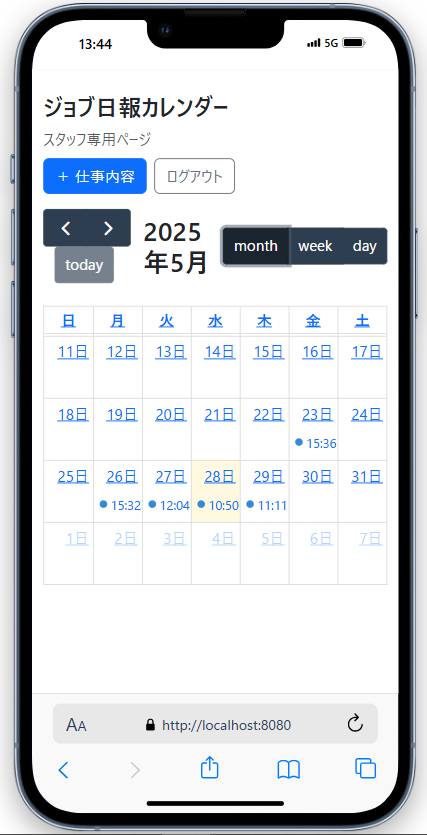 13:44
5G
ジョブ日報カレンダー
スタッフ専用ページ
+ 仕事内容 ログアウト
today
2025
年5月
month week day
日 月 火 水 木 金 土
11日 12日 13日 14日 15日 16日 17日
18日 19日 20日 21日 22日 23日 24日
15:36
25日 26日 27日 28日 29日 30日 31日
15:32 12:04 10:50 11:11
1日 2日 3日 4日 5日 6日 7日
AA http://localhost:8080